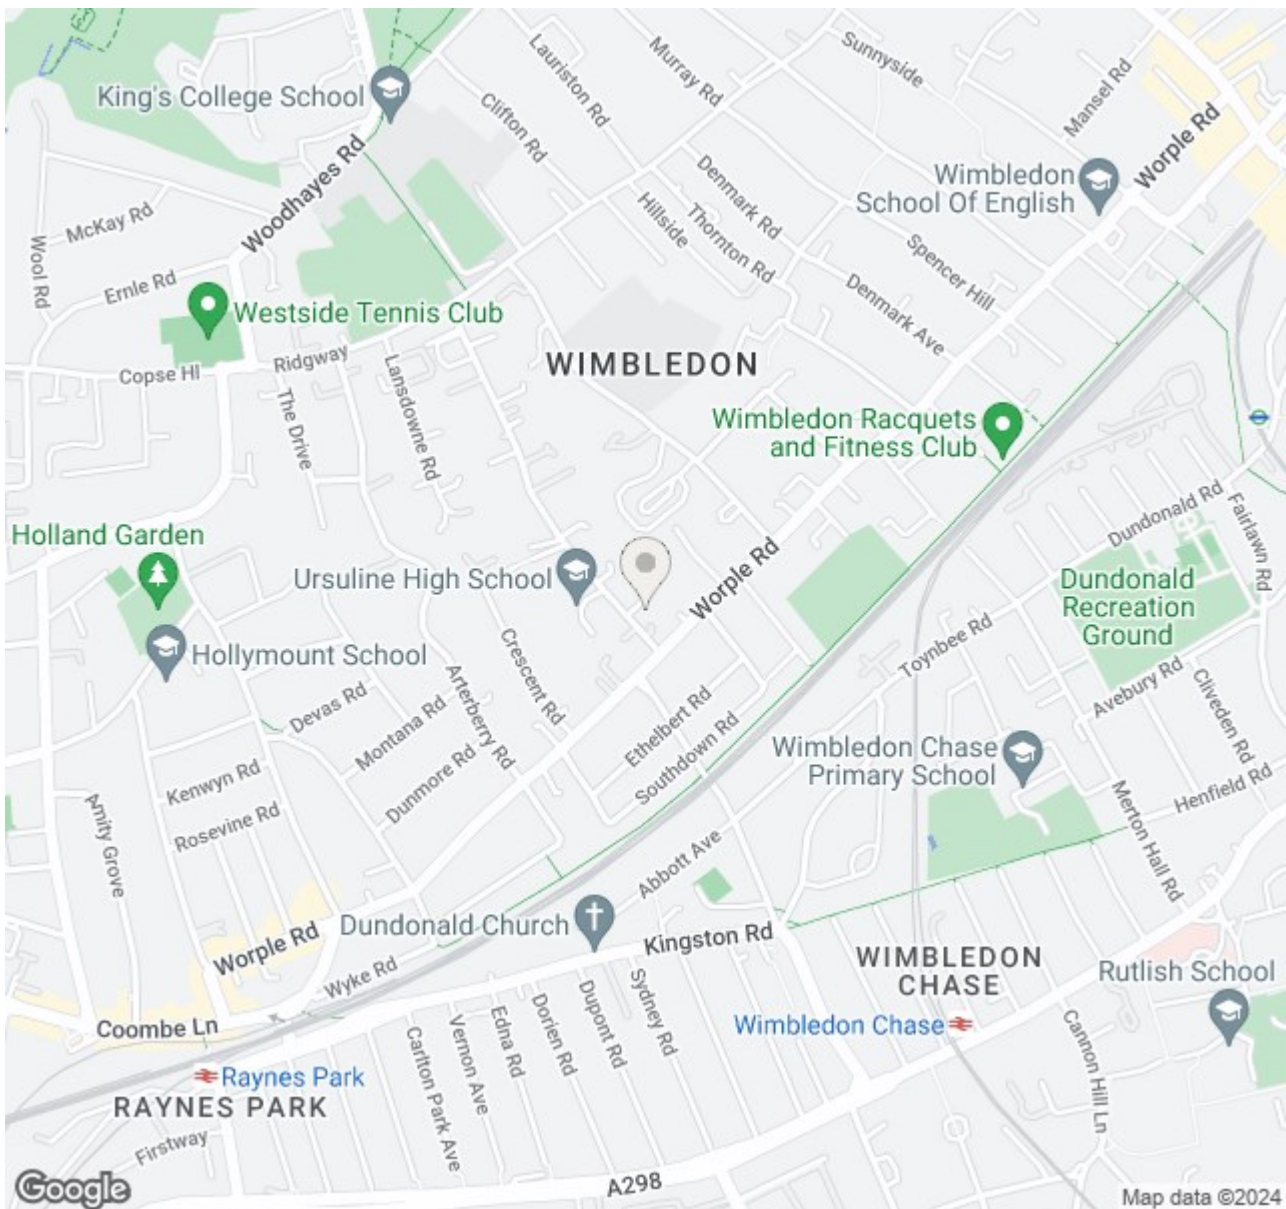 Lauriston Rd
Murray Rd
Sunnyside
Mansel Rd
King's College School
Clifton Rd
Worple Rd
Woodhayes Rd
Denmark Rd
Wimbledon
School Of English
McKay Rd
Hillside
Thornton Rd
Spencer Hill
Wool Rd
Ernle Rd
Denmark Ave
Westside Tennis Club
Ridgway
Copse Hl
Lansdowne Rd
WIMBLEDON
The Drive
Wimbledon Racquets
and Fitness Club
Holland Garden
Dundonald Rd
Fairlawn Rd
Ursuline High School
Worple Rd
Dundonald
Recreation
Ground
Toynbee Rd
Hollymount School
Crescent Rd
Arterberry Rd
Avebury Rd
Cliveden Rd
Devas Rd
Montana Rd
Ethelbert Rd
Southdown Rd
Wimbledon Chase
Primary School
Kenwyn Rd
Dunmore Rd
Merton Hall Rd
Henfield Rd
Rosevine Rd
Amity Grove
Abbott Ave
Dundonald Church
Kingston Rd
Worple Rd
Wyke Rd
WIMBLEDON
CHASE
Rutlish School
Sydney Rd
Dupont Rd
Dorien Rd
Edna Rd
Vernon Ave
Carlton Park Ave
Coombe Ln
Wimbledon Chase
Cannon Hill Ln
Raynes Park
RAYNES PARK
Firstway
A298
Google
Map data ©2024